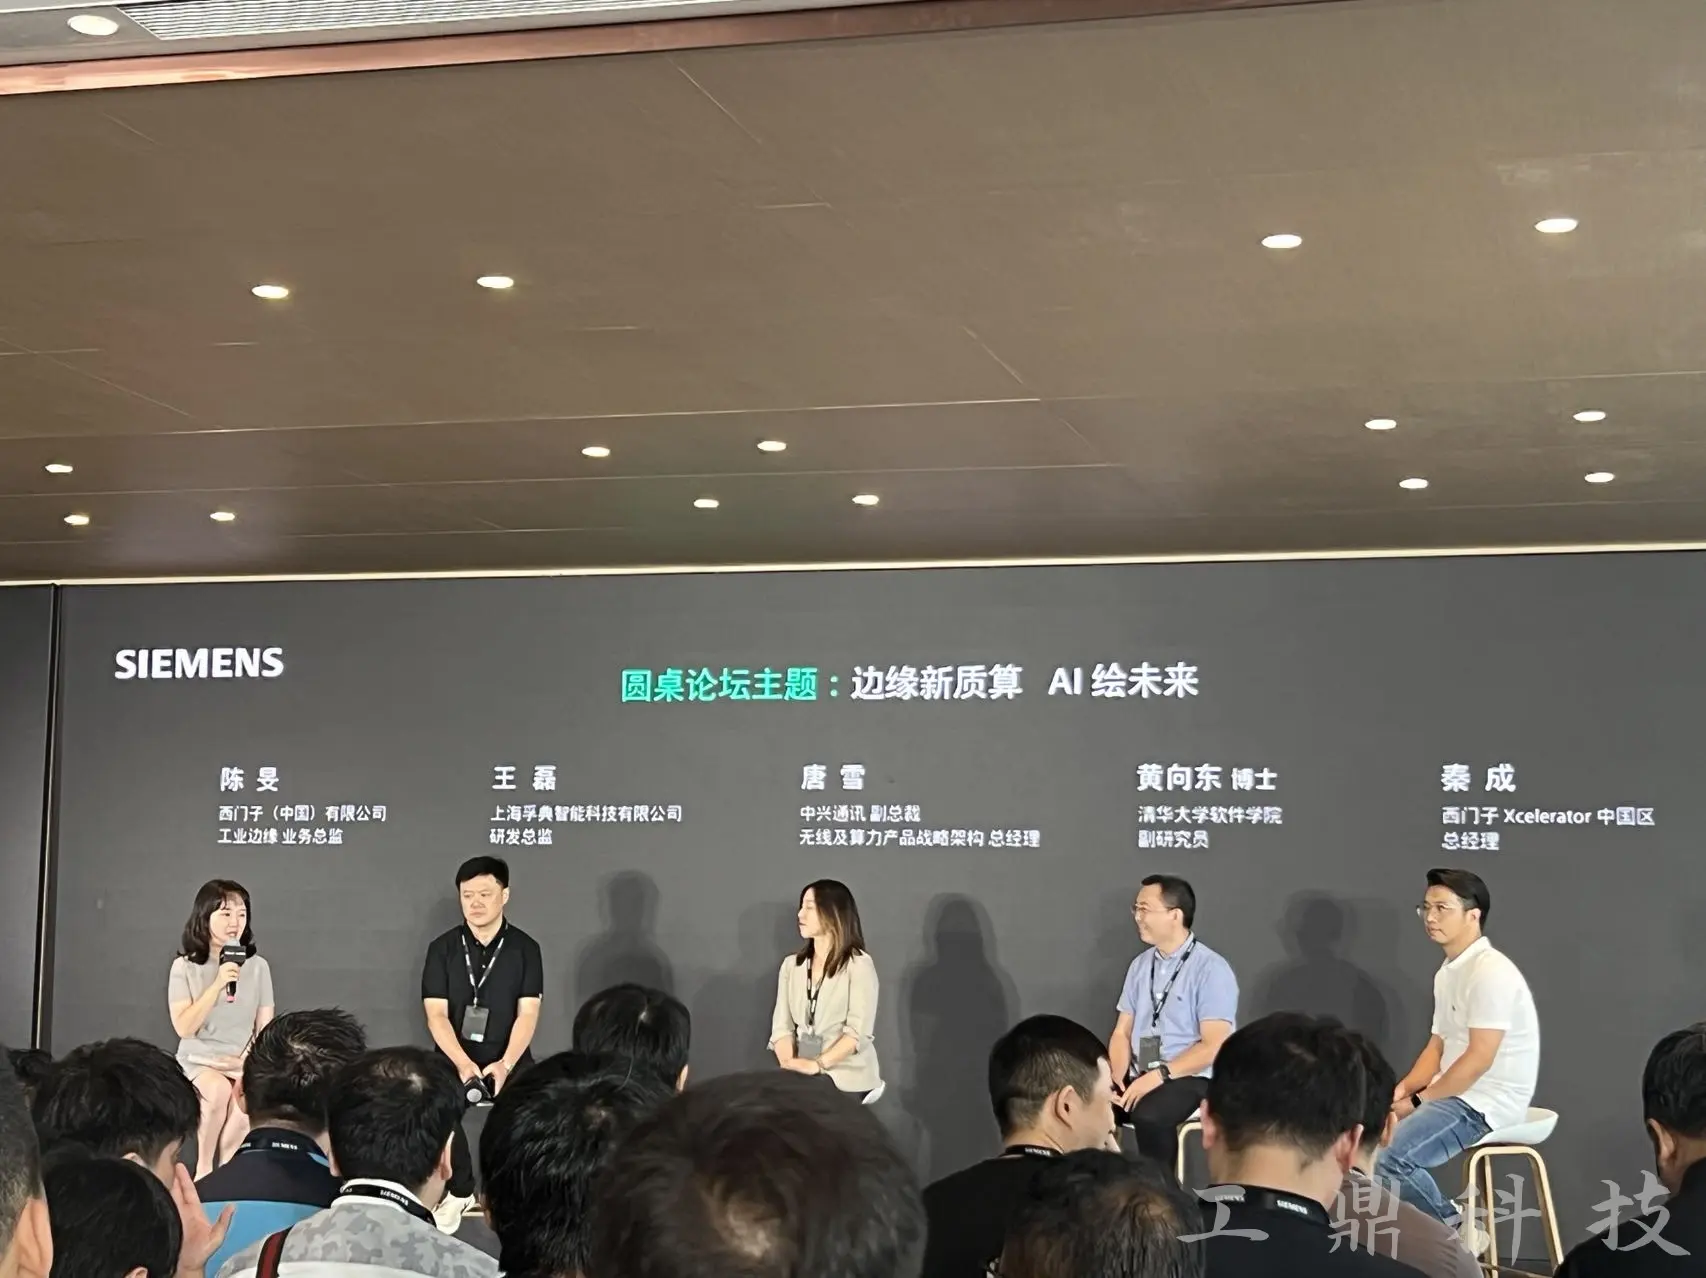 SIEMENS
圆桌论坛主题：边缘新质算 AI 绘未来
陈 旻
西门子（中国）有限公司
工业边缘 业务总监
王 磊
上海孚典智能科技有限公司
研发总监
唐 雪
中兴通讯 副总裁
无线及算力产品战略架构 总经理
黄向东 博士
清华大学软件学院
副研究员
秦 成
西门子 Xcelerator 中国区
总经理
SIEMENS
SIEMENS
SIEMENS
SIEMENS
工鼎科技